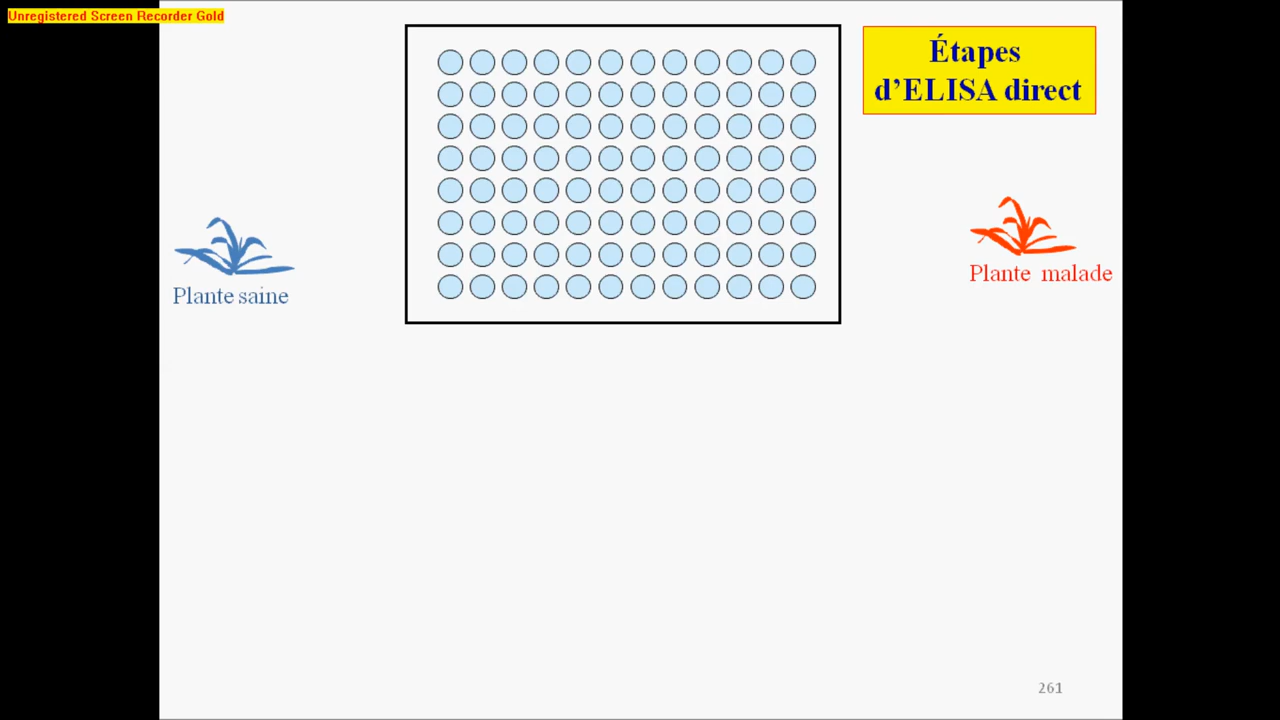 Unregistered Screen Recorder Gold
Étapes
d'ELISA direct
Plante saine
Plante malade
261